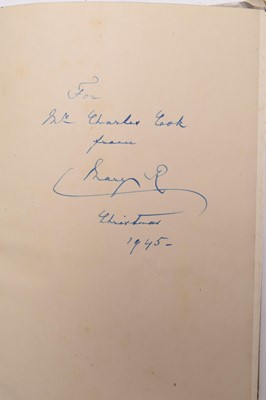 For
Mr. Charles Cook
from
Mary R
Christmas
1945-